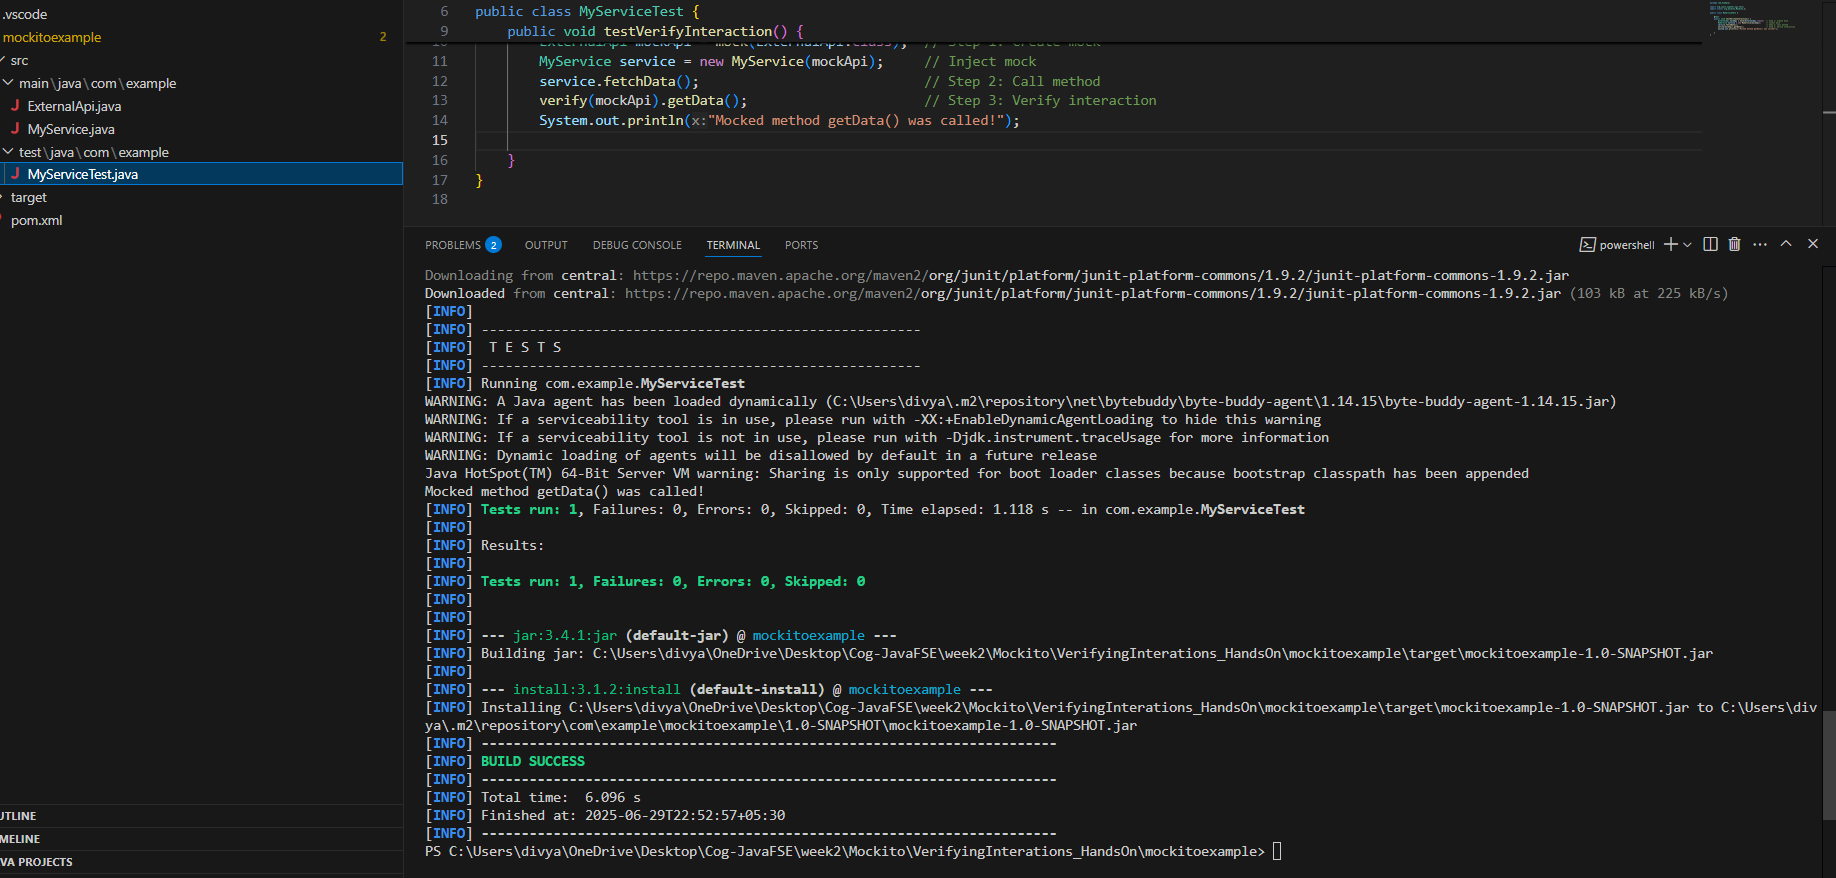 .vscode
mockitoexample 2
src
main\java\com\example
J ExternalApi.java
J MyService.java
test\java\com\example
J MyServiceTest.java
target
pom.xml
UTLINE
MELINE
VA PROJECTS
6 public class MyServiceTest {
9 public void testVerifyInteraction() {
10 ExternalApi mockApi = mock(ExternalApi.class); // Step 1: Create mock
11 MyService service = new MyService(mockApi); // Inject mock
12 service.fetchData(); // Step 2: Call method
13 verify(mockApi).getData(); // Step 3: Verify interaction
14 System.out.println(x:"Mocked method getData() was called!");
15
16 }
17 }
18
PROBLEMS 2 OUTPUT DEBUG CONSOLE TERMINAL PORTS powershell
Downloading from central: https://repo.maven.apache.org/maven2/org/junit/platform/junit-platform-commons/1.9.2/junit-platform-commons-1.9.2.jar
Downloaded from central: https://repo.maven.apache.org/maven2/org/junit/platform/junit-platform-commons/1.9.2/junit-platform-commons-1.9.2.jar (103 kB at 225 kB/s)
[INFO]
[INFO] -------------------------------------------------------
[INFO]  T E S T S
[INFO] -------------------------------------------------------
[INFO] Running com.example.MyServiceTest
WARNING: A Java agent has been loaded dynamically (C:\Users\divya\.m2\repository\net\bytebuddy\byte-buddy-agent\1.14.15\byte-buddy-agent-1.14.15.jar)
WARNING: If a serviceability tool is in use, please run with -XX:+EnableDynamicAgentLoading to hide this warning
WARNING: If a serviceability tool is not in use, please run with -Djdk.instrument.traceUsage for more information
WARNING: Dynamic loading of agents will be disallowed by default in a future release
Java HotSpot(TM) 64-Bit Server VM warning: Sharing is only supported for boot loader classes because bootstrap classpath has been appended
Mocked method getData() was called!
[INFO] Tests run: 1, Failures: 0, Errors: 0, Skipped: 0, Time elapsed: 1.118 s -- in com.example.MyServiceTest
[INFO]
[INFO] Results:
[INFO]
[INFO] Tests run: 1, Failures: 0, Errors: 0, Skipped: 0
[INFO]
[INFO]
[INFO] --- jar:3.4.1:jar (default-jar) @ mockitoexample ---
[INFO] Building jar: C:\Users\divya\OneDrive\Desktop\Cog-JavaFSE\week2\Mockito\VerifyingInterations_HandsOn\mockitoexample\target\mockitoexample-1.0-SNAPSHOT.jar
[INFO]
[INFO] --- install:3.1.2:install (default-install) @ mockitoexample ---
[INFO] Installing C:\Users\divya\OneDrive\Desktop\Cog-JavaFSE\week2\Mockito\VerifyingInterations_HandsOn\mockitoexample\target\mockitoexample-1.0-SNAPSHOT.jar to C:\Users\div
ya\.m2\repository\com\example\mockitoexample\1.0-SNAPSHOT\mockitoexample-1.0-SNAPSHOT.jar
[INFO] ------------------------------------------------------------------------
[INFO] BUILD SUCCESS
[INFO] ------------------------------------------------------------------------
[INFO] Total time:  6.096 s
[INFO] Finished at: 2025-06-29T22:52:57+05:30
[INFO] ------------------------------------------------------------------------
PS C:\Users\divya\OneDrive\Desktop\Cog-JavaFSE\week2\Mockito\VerifyingInterations_HandsOn\mockitoexample>